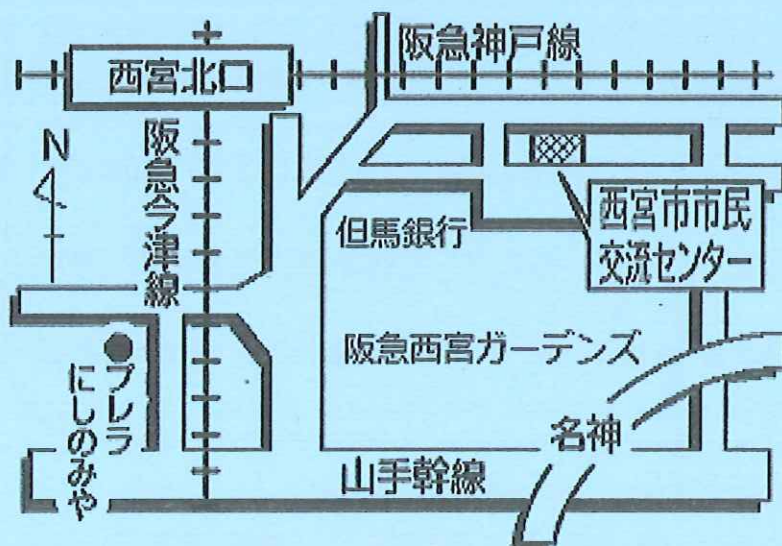 阪急神戸線
西宮北口
N
阪急今津線
但馬銀行
西宮市市民
交流センター
阪急西宮ガーデンズ
プレラ
にしのみや
名神
山手幹線